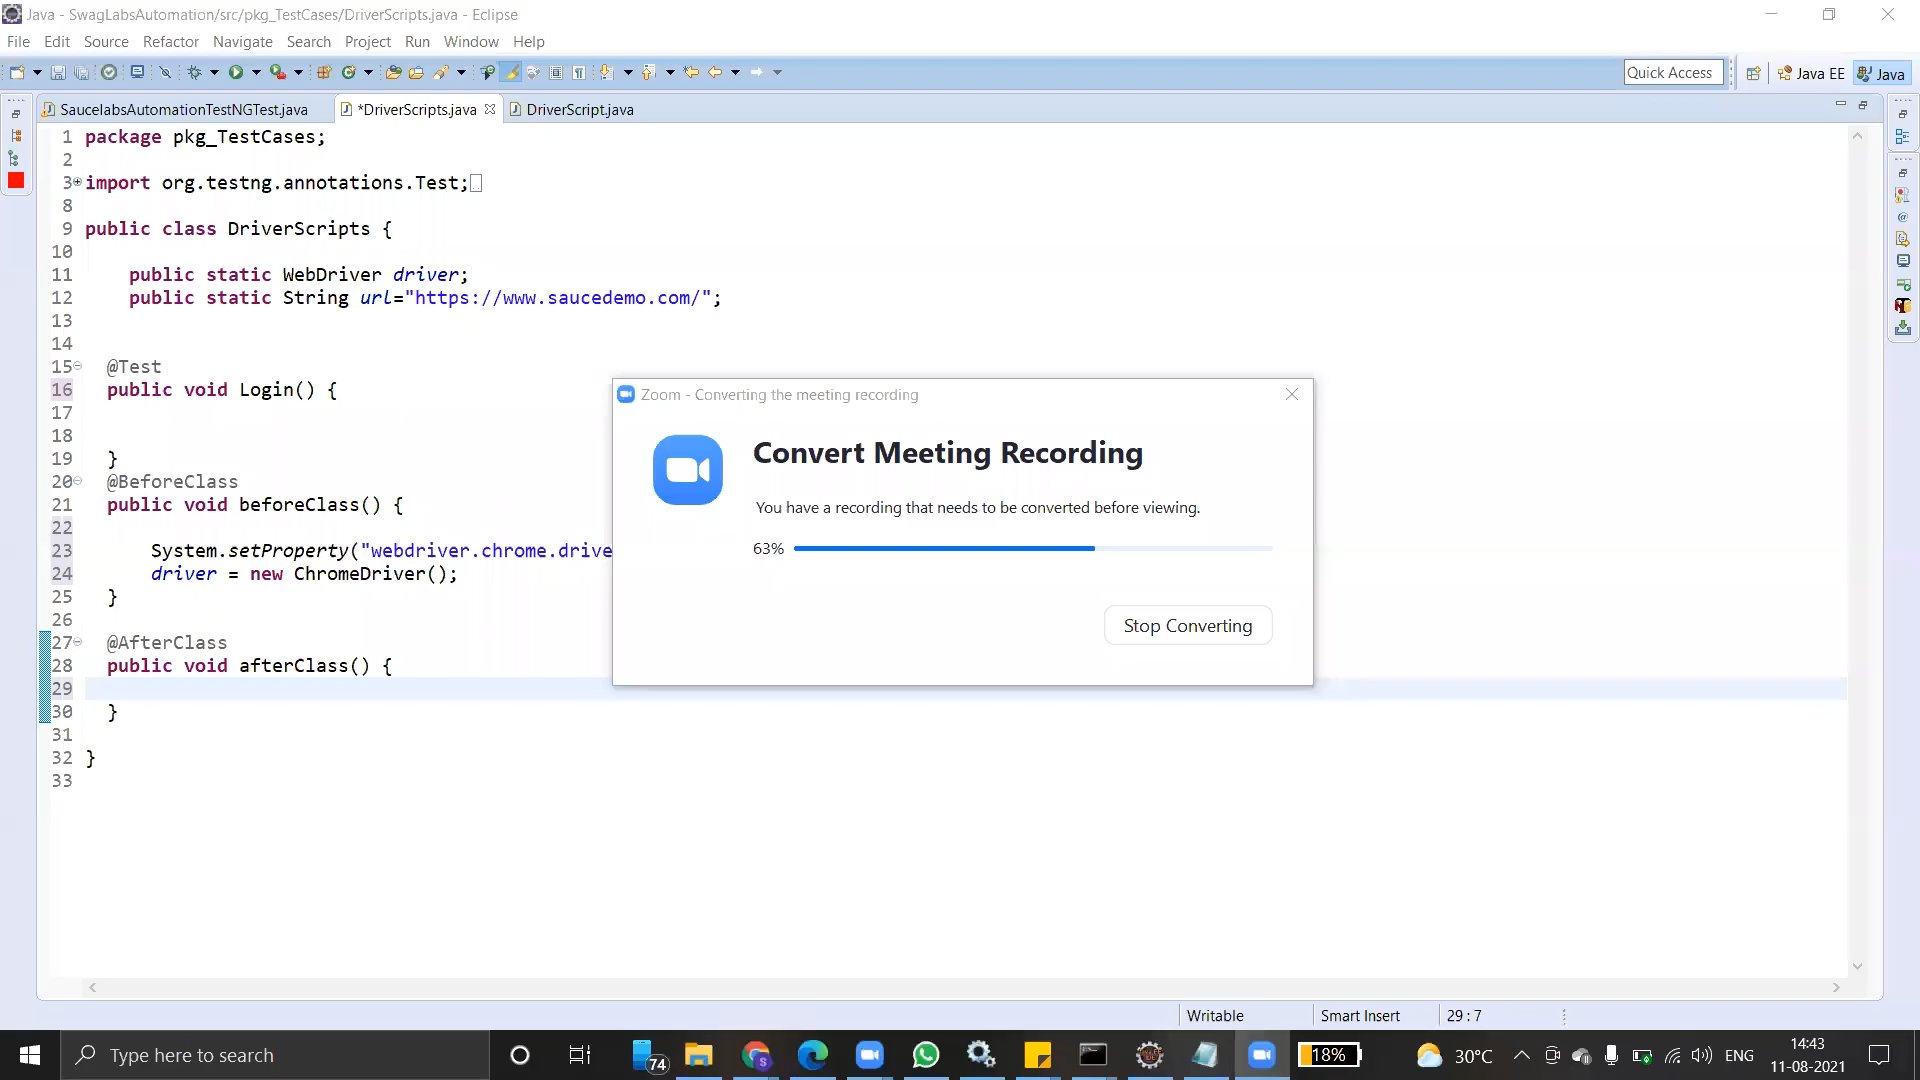 Java - SwagLabsAutomation/src/pkg_TestCases/DriverScripts.java - Eclipse
File Edit Source Refactor Navigate Search Project Run Window Help
Quick Access Java EE Java
SaucelabsAutomationTestNGTest.java *DriverScripts.java DriverScript.java
1 package pkg_TestCases;
2
3 import org.testng.annotations.Test;
8
9 public class DriverScripts {
10
11 public static WebDriver driver;
12 public static String url="https://www.saucedemo.com/";
13
14
15 @Test
16 public void Login() {
17
18
19 }
20 @BeforeClass
21 public void beforeClass() {
22
23 System.setProperty("webdriver.chrome.drive
24 driver = new ChromeDriver();
25 }
26
27 @AfterClass
28 public void afterClass() {
29
30 }
31
32 }
33
Zoom - Converting the meeting recording
Convert Meeting Recording
You have a recording that needs to be converted before viewing.
63%
Stop Converting
Writable Smart Insert 29 : 7
Type here to search 74 18% 30°C ENG 14:43
11-08-2021